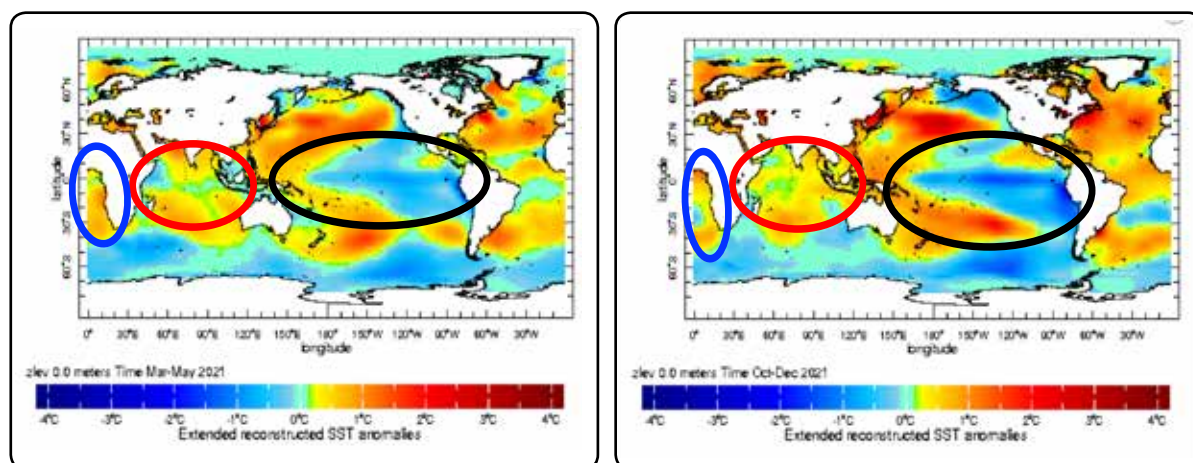 60°N
30°N
0°
30°S
60°S
latitude
0° 30°E 60°E 90°E 120°E 150°E 180° 150°W 120°W 90°W 60°W 30°W
longitude
zlev 0.0 meters Time Mar-May 2021
-4°C -3°C -2°C -1°C 0°C 1°C 2°C 3°C 4°C
Extended reconstructed SST anomalies
60°N
30°N
0°
30°S
60°S
latitude
0° 30°E 60°E 90°E 120°E 150°E 180° 150°W 120°W 90°W 60°W 30°W
longitude
zlev 0.0 meters Time Oct-Dec 2021
-4°C -3°C -2°C -1°C 0°C 1°C 2°C 3°C 4°C
Extended reconstructed SST anomalies